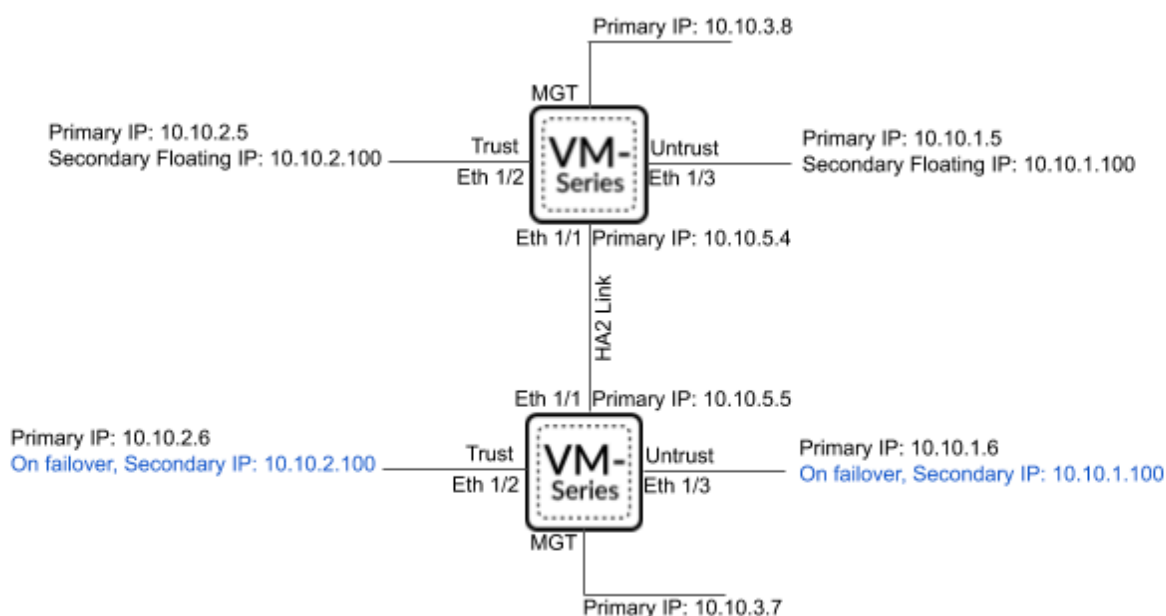 Primary IP: 10.10.3.8
MGT
Primary IP: 10.10.2.5
Secondary Floating IP: 10.10.2.100
Trust
Eth 1/2
VM-
Series
Untrust
Eth 1/3
Primary IP: 10.10.1.5
Secondary Floating IP: 10.10.1.100
Eth 1/1 Primary IP: 10.10.5.4
HA2 Link
Eth 1/1 Primary IP: 10.10.5.5
Primary IP: 10.10.2.6
On failover, Secondary IP: 10.10.2.100
Trust
Eth 1/2
VM-
Series
Untrust
Eth 1/3
Primary IP: 10.10.1.6
On failover, Secondary IP: 10.10.1.100
MGT
Primary IP: 10.10.3.7